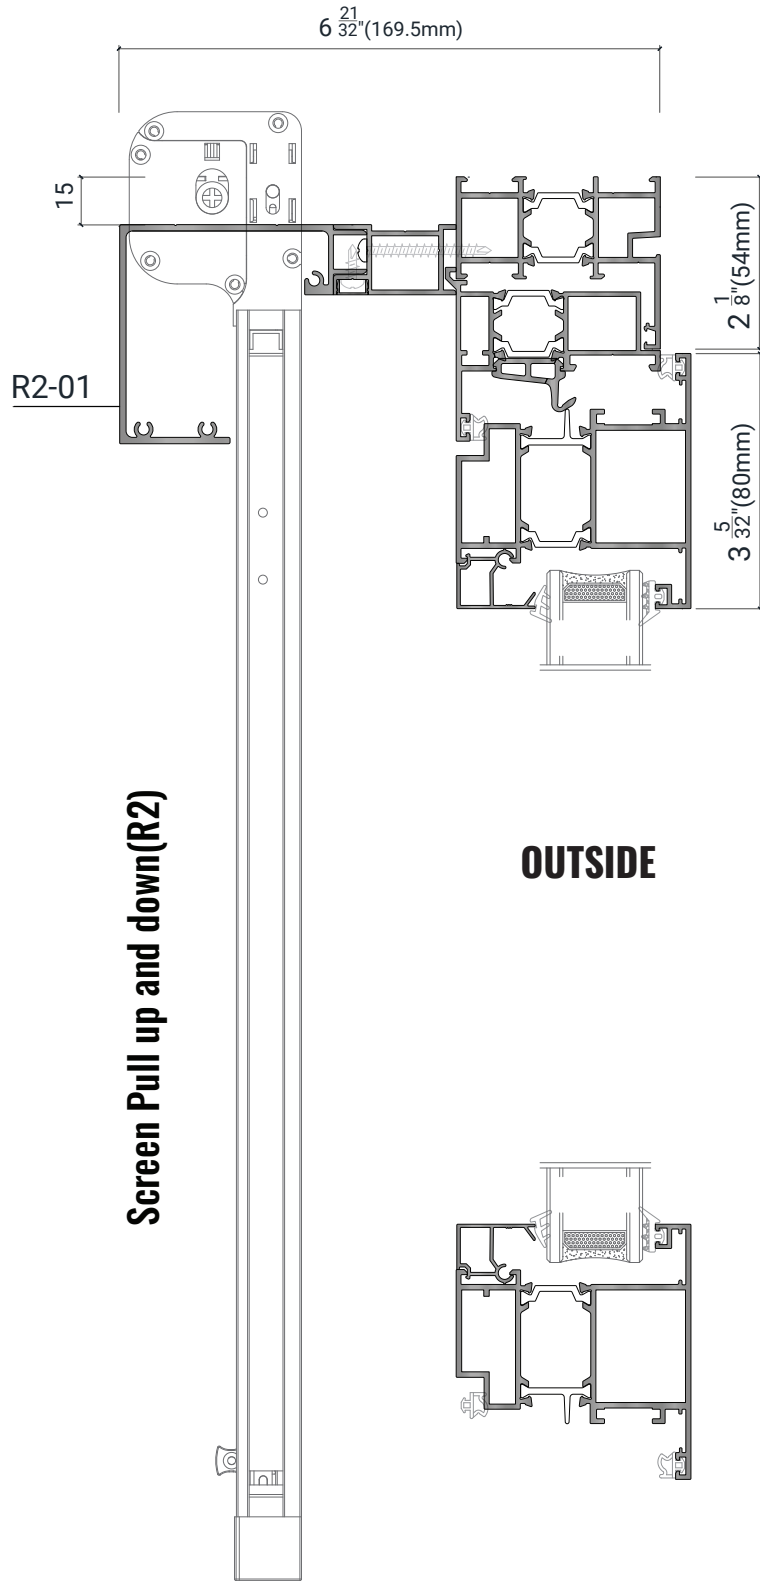 6 21/32"(169.5mm)
15
2 1/8"(54mm)
R2-01
3 5/32"(80mm)
Screen Pull up and down(R2)
OUTSIDE